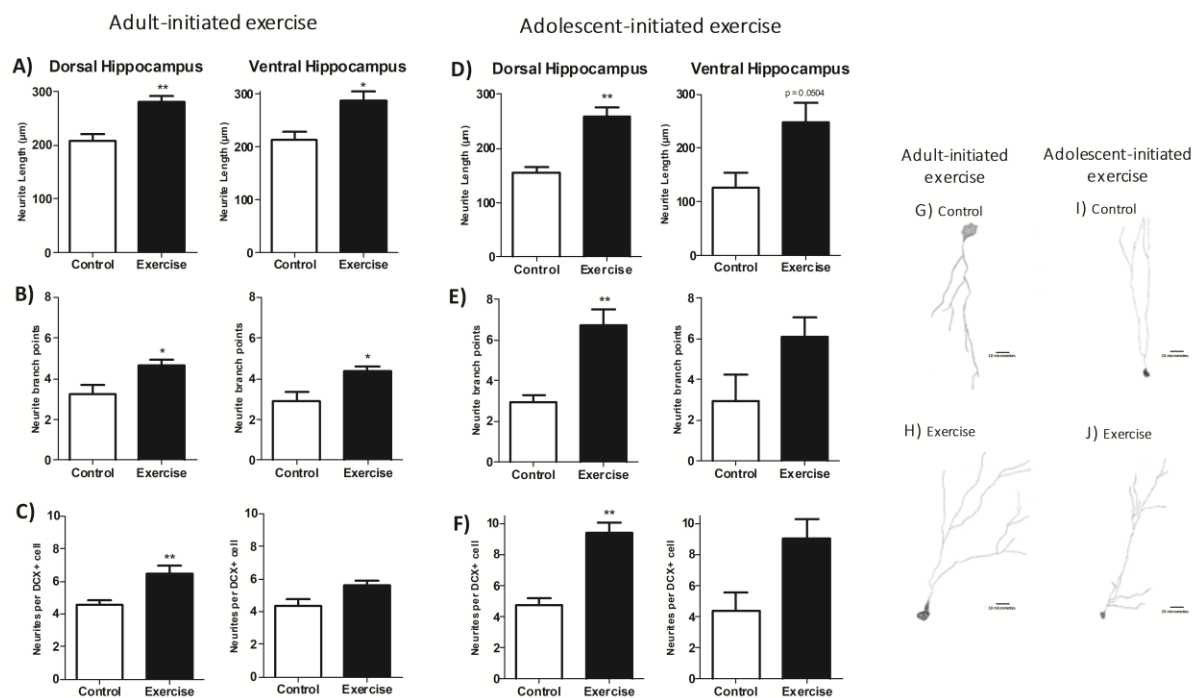 Adult-initiated exercise
Adolescent-initiated exercise
A)
Dorsal Hippocampus
Ventral Hippocampus
**
*
300
200
100
0
Neurite Length (µm)
Control
Exercise
300
200
100
0
Neurite Length (µm)
Control
Exercise
B)
*
*
8
6
4
2
0
Neurite branch points
Control
Exercise
8
6
4
2
0
Neurite branch points
Control
Exercise
C)
**
10
8
6
4
2
0
Neurites per DCX+ cell
Control
Exercise
10
8
6
4
2
0
Neurites per DCX+ cell
Control
Exercise
D)
Dorsal Hippocampus
Ventral Hippocampus
**
p = 0.0504
300
200
100
0
Neurite Length (µm)
Control
Exercise
300
200
100
0
Neurite Length (µm)
Control
Exercise
E)
**
8
6
4
2
0
Neurite branch points
Control
Exercise
8
6
4
2
0
Neurite branch points
Control
Exercise
F)
**
10
8
6
4
2
0
Neurites per DCX+ cell
Control
Exercise
10
8
6
4
2
0
Neurites per DCX+ cell
Control
Exercise
Adult-initiated
exercise
Adolescent-initiated
exercise
G) Control
I) Control
H) Exercise
J) Exercise